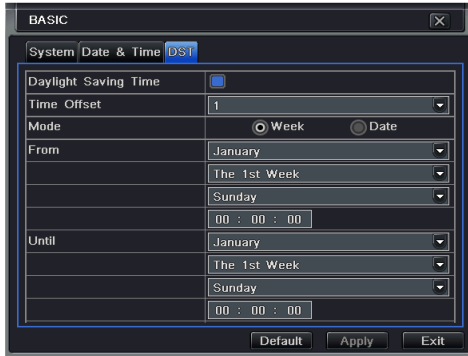 BASIC
System Date & Time DST
Daylight Saving Time
Time Offset 1
Mode Week Date
From January
The 1st Week
Sunday
00 : 00 : 00
Until January
The 1st Week
Sunday
00 : 00 : 00
Default Apply Exit